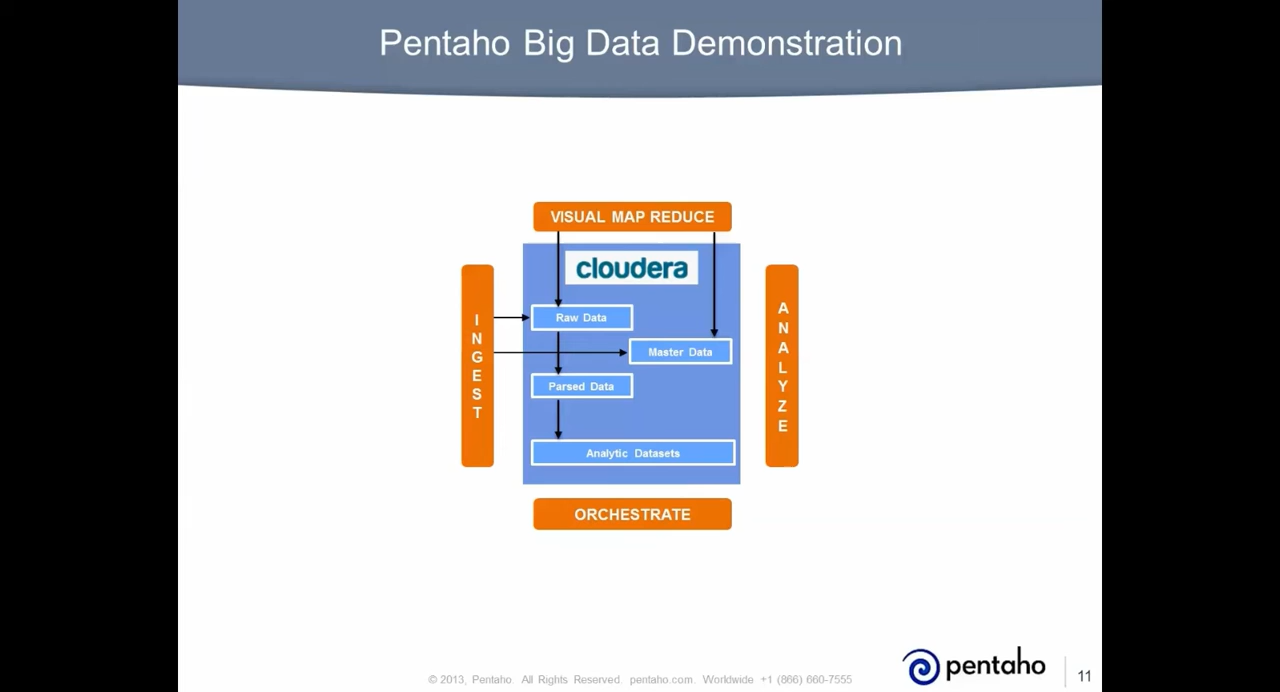 Pentaho Big Data Demonstration
VISUAL MAP REDUCE
cloudera
INGEST
Raw Data
Master Data
Parsed Data
Analytic Datasets
ANALYZE
ORCHESTRATE
© 2013, Pentaho. All Rights Reserved. pentaho.com. Worldwide +1 (866) 660-7555
pentaho
11